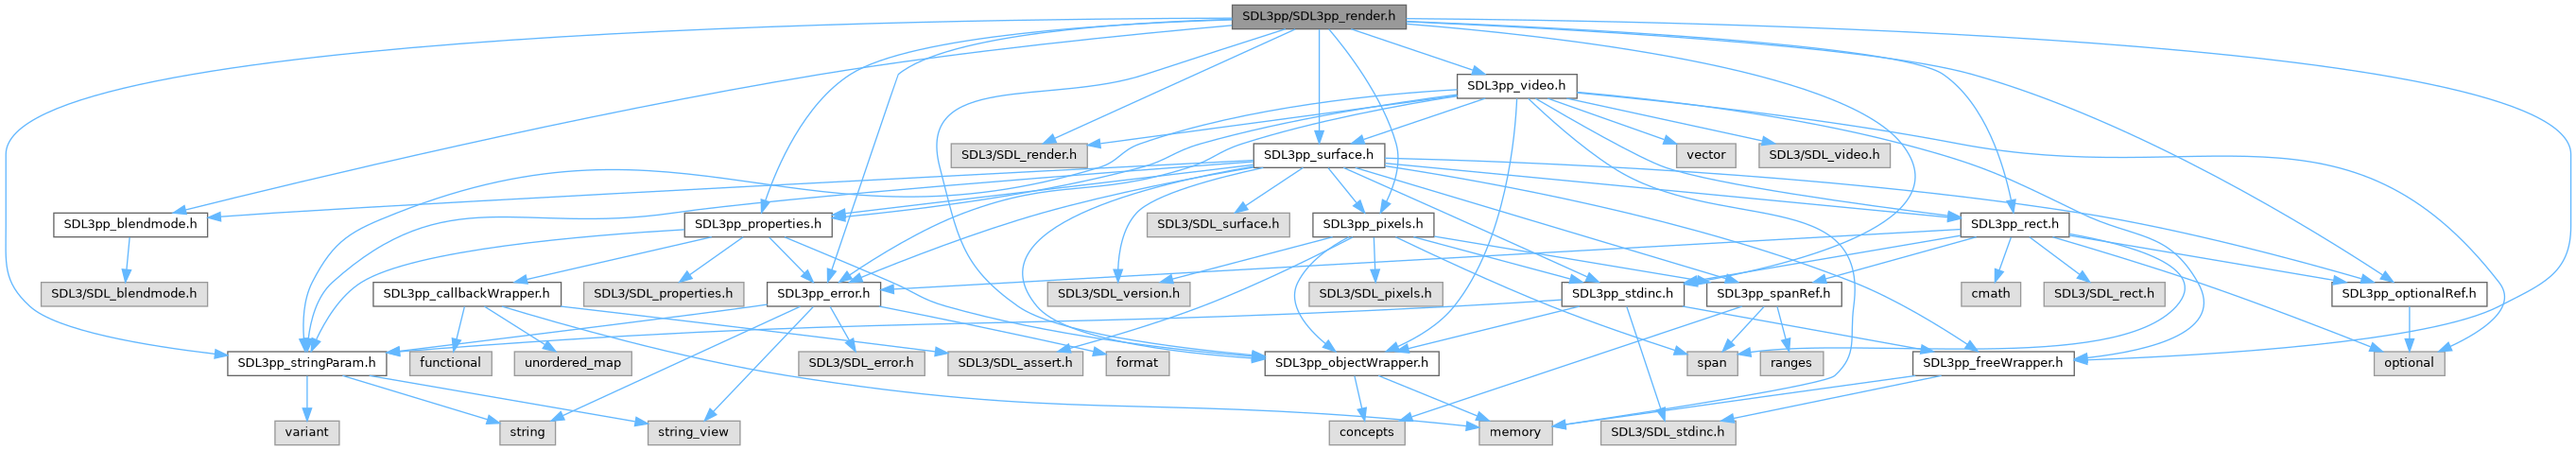 SDL3pp/SDL3pp_render.h
SDL3pp_video.h
SDL3/SDL_render.h
SDL3pp_surface.h
vector
SDL3/SDL_video.h
SDL3pp_blendmode.h
SDL3pp_properties.h
SDL3/SDL_surface.h
SDL3pp_pixels.h
SDL3pp_rect.h
SDL3/SDL_blendmode.h
SDL3pp_callbackWrapper.h
SDL3/SDL_properties.h
SDL3pp_error.h
SDL3/SDL_version.h
SDL3/SDL_pixels.h
SDL3pp_stdinc.h
SDL3pp_spanRef.h
cmath
SDL3/SDL_rect.h
SDL3pp_optionalRef.h
SDL3pp_stringParam.h
functional
unordered_map
SDL3/SDL_error.h
SDL3/SDL_assert.h
format
SDL3pp_objectWrapper.h
span
ranges
SDL3pp_freeWrapper.h
optional
variant
string
string_view
concepts
memory
SDL3/SDL_stdinc.h